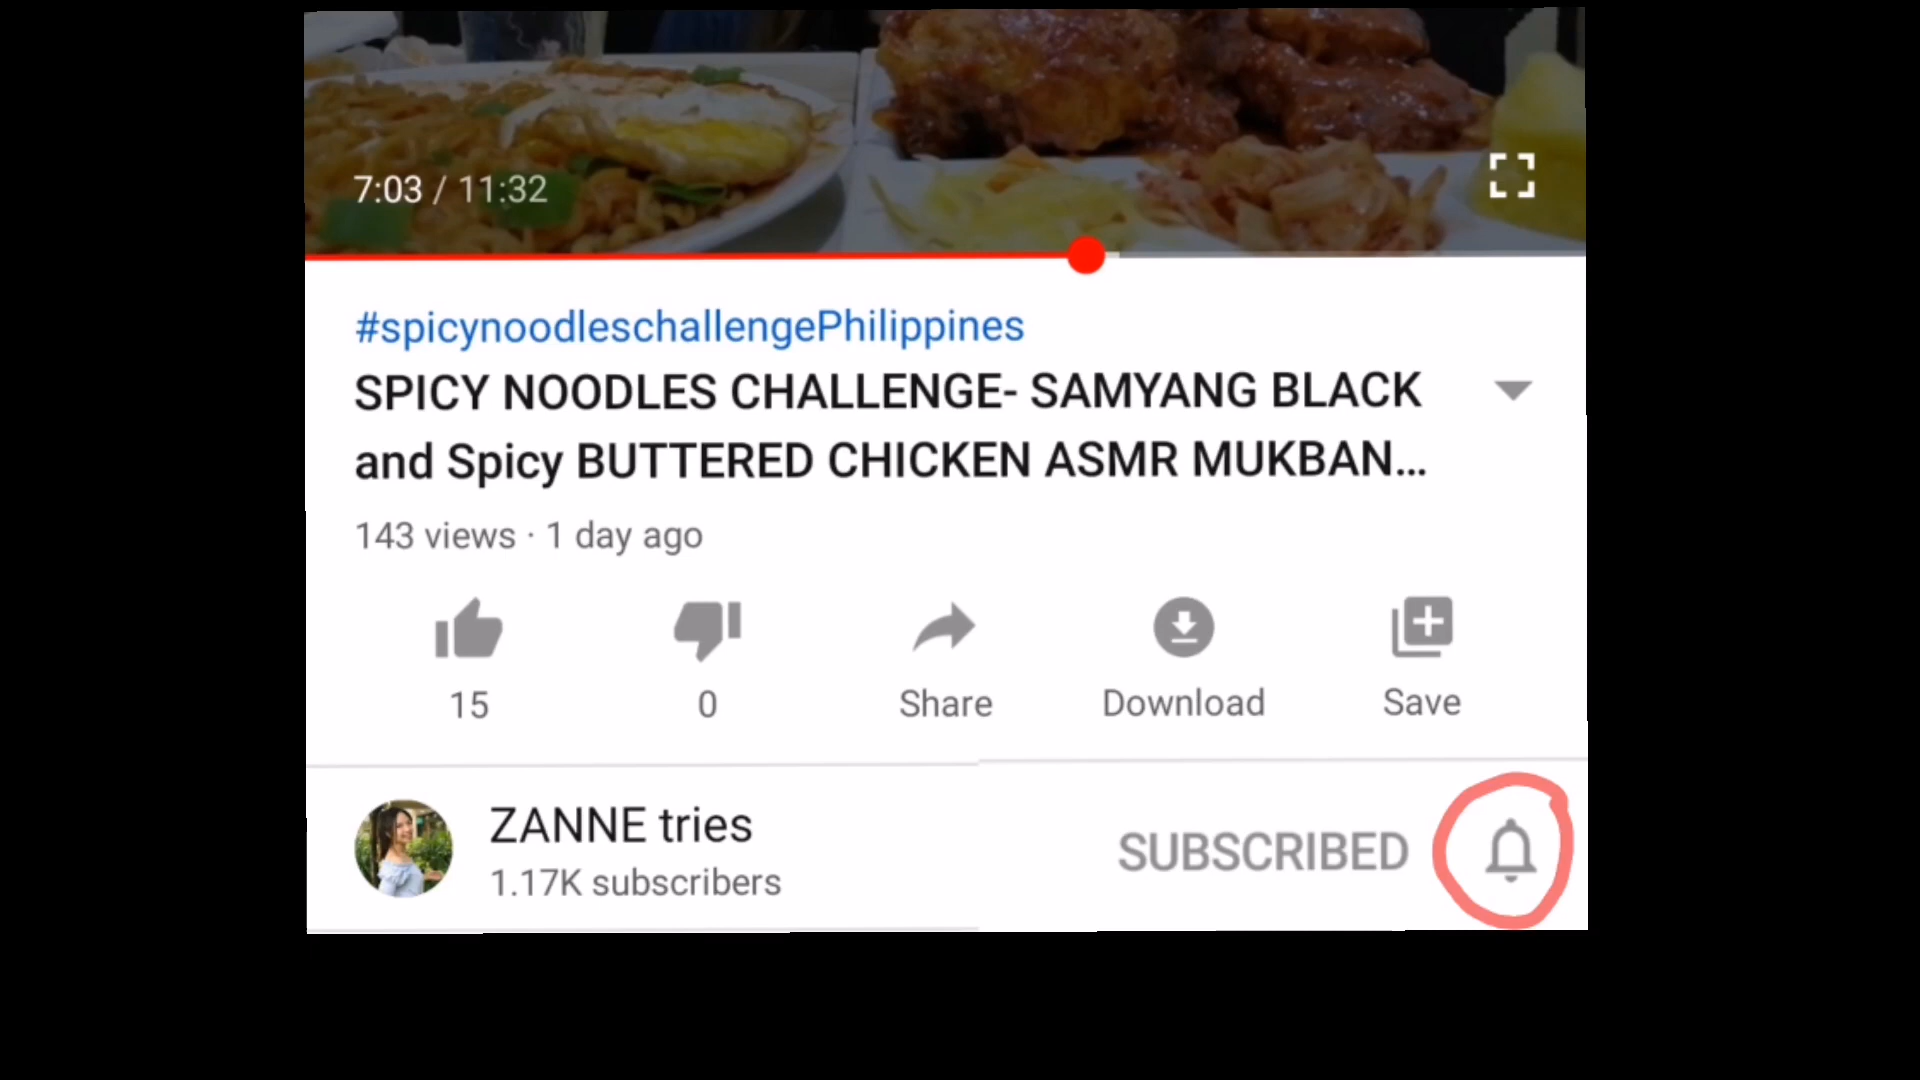 7:03 / 11:32
#spicynoodleschallengePhilippines
SPICY NOODLES CHALLENGE- SAMYANG BLACK
and Spicy BUTTERED CHICKEN ASMR MUKBAN...
143 views · 1 day ago
15
0
Share
Download
Save
ZANNE tries
1.17K subscribers
SUBSCRIBED